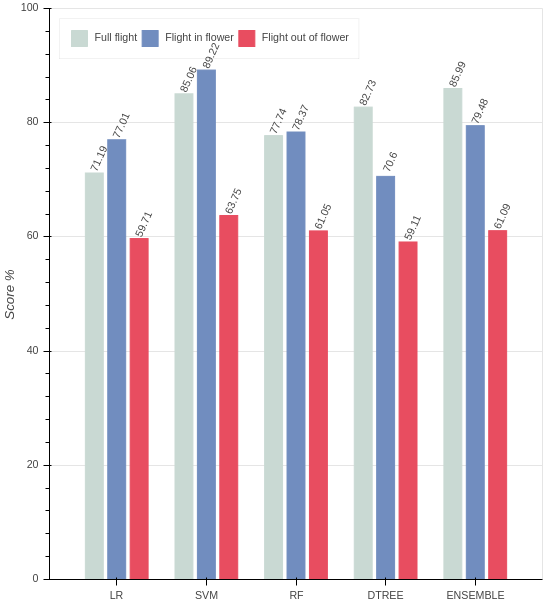 100
Full flight Flight in flower Flight out of flower
71.19 77.01 59.71 85.06 89.22 63.75 77.74 78.37 61.05 82.73 70.6 59.11 85.99 79.48 61.09
80
60
Score %
40
20
0
LR SVM RF DTREE ENSEMBLE